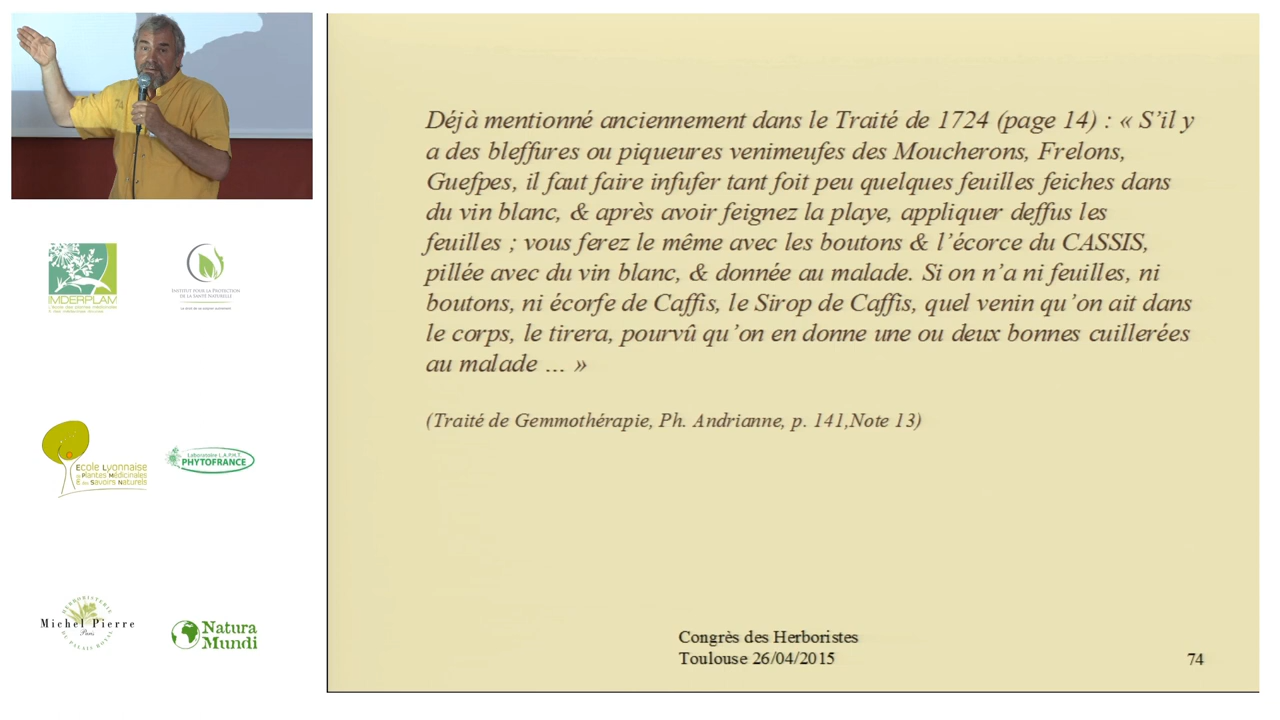 Déjà mentionné anciennement dans le Traité de 1724 (page 14) : « S’il y
a des bleffures ou piqueures venimeufes des Moucherons, Frelons,
Guefpes, il faut faire infufer tant foit peu quelques feuilles feiches dans
du vin blanc, & après avoir feignez la playe, appliquer deffus les
feuilles ; vous ferez le même avec les boutons & l’écorce du CASSIS,
pillée avec du vin blanc, & donnée au malade. Si on n’a ni feuilles, ni
boutons, ni écorfe de Caffis, le Sirop de Caffis, quel venin qu’on ait dans
le corps, le tirera, pourvû qu’on en donne une ou deux bonnes cuillerées
au malade … »
(Traité de Gemmothérapie, Ph. Andrianne, p. 141,Note 13)
Congrès des Herboristes
Toulouse 26/04/2015
74
IMDERPLAM
INSTITUT POUR LA PROTECTION
DE LA SANTÉ NATURELLE
Ecole Lyonnaise
de Plantes Médicinales
des Savoirs Naturels
Laboratoire L.A.P.H.T.
PHYTOFRANCE
HERBORISTERIE
Michel Pierre
Paris
DU PALAIS ROYAL
Natura
Mundi